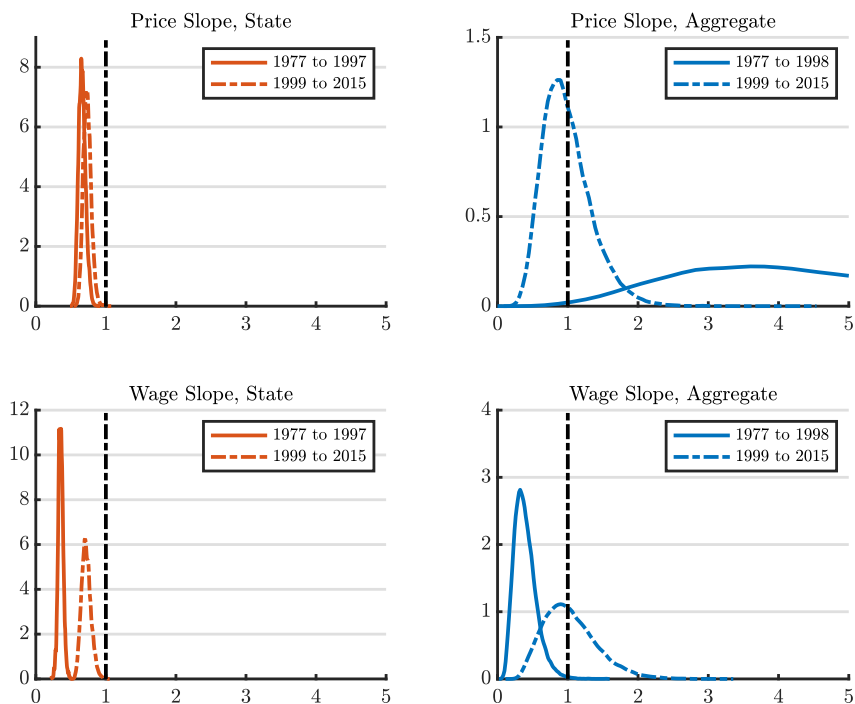 Price Slope, State
8
6
4
2
0
1977 to 1997
1999 to 2015
0 1 2 3 4 5
Price Slope, Aggregate
1.5
1
0.5
0
1977 to 1998
1999 to 2015
0 1 2 3 4 5
Wage Slope, State
12
10
8
6
4
2
0
1977 to 1997
1999 to 2015
0 1 2 3 4 5
Wage Slope, Aggregate
4
3
2
1
0
1977 to 1998
1999 to 2015
0 1 2 3 4 5